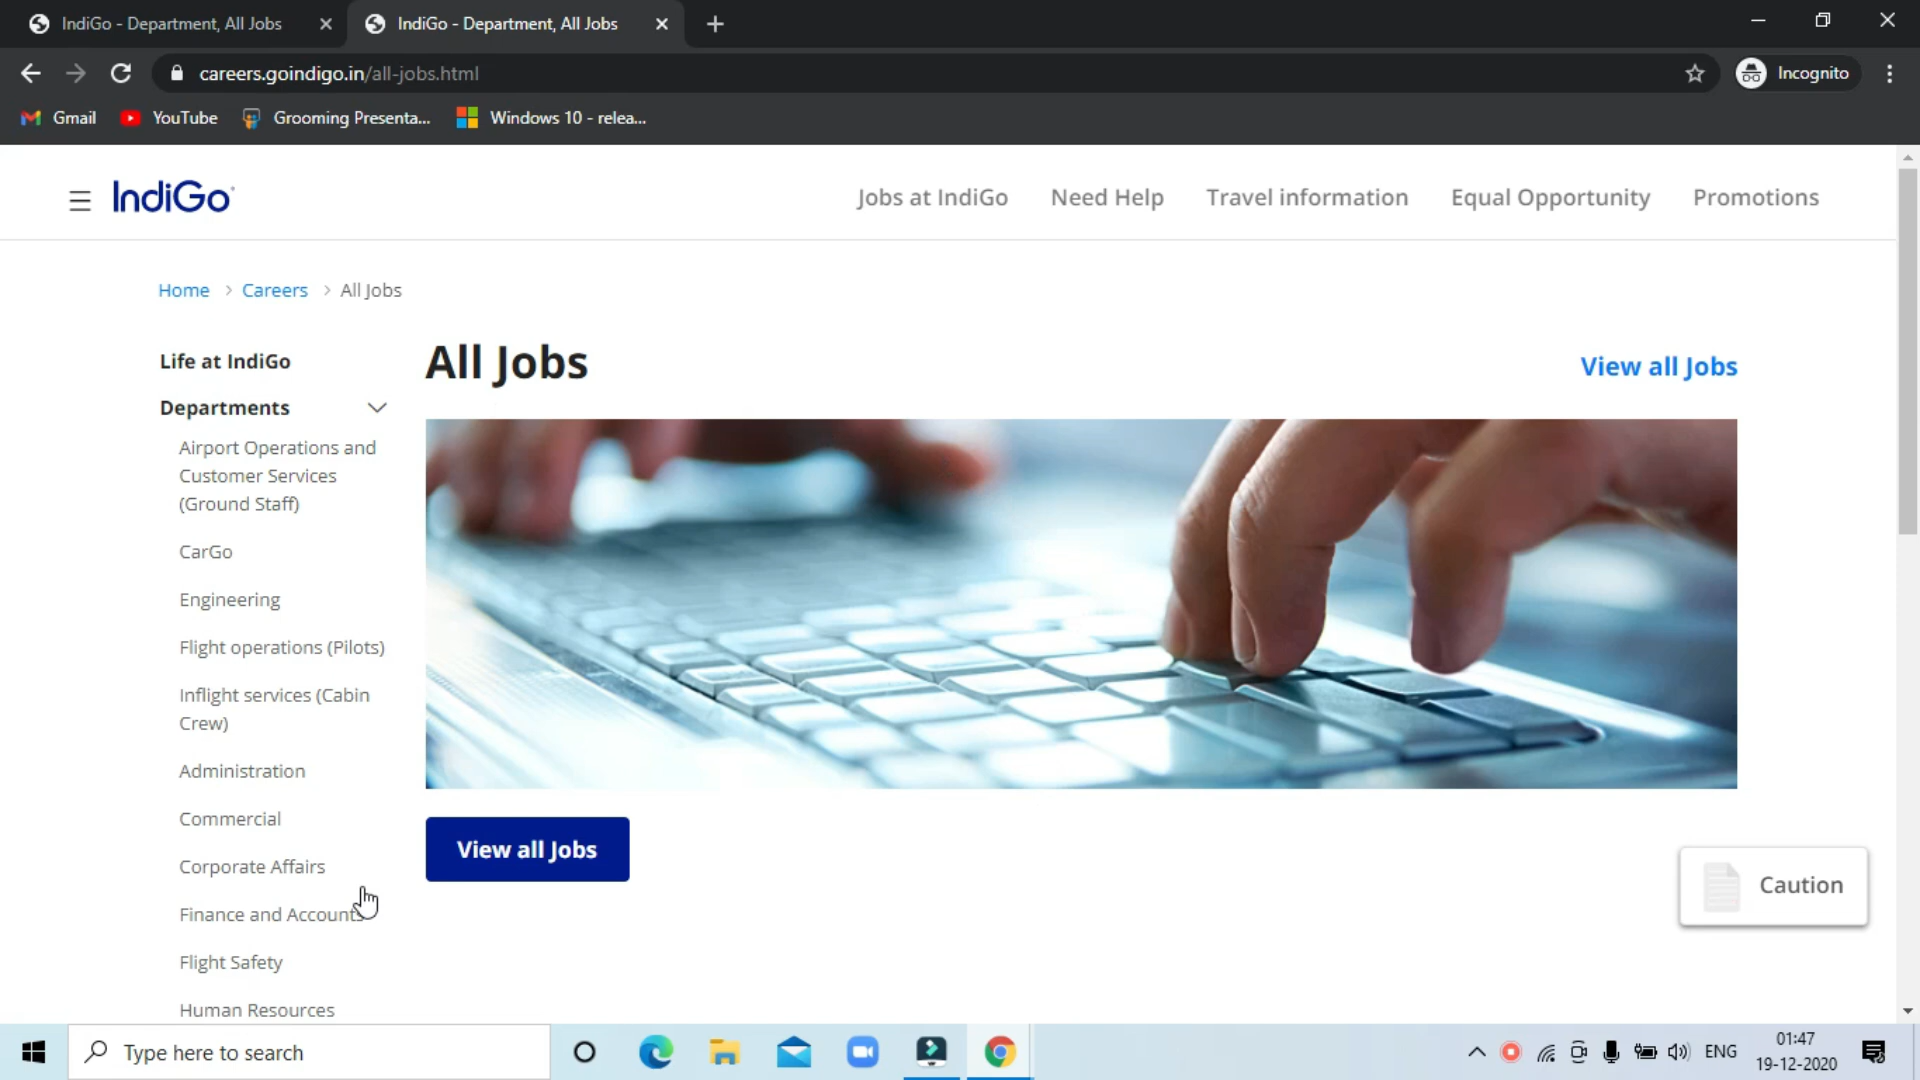 IndiGo - Department, All Jobs
IndiGo - Department, All Jobs
careers.goindigo.in/all-jobs.html
Incognito
Gmail
YouTube
Grooming Presenta...
Windows 10 - relea...
IndiGo
Jobs at IndiGo
Need Help
Travel information
Equal Opportunity
Promotions
Home > Careers > All Jobs
Life at IndiGo
Departments
Airport Operations and
Customer Services
(Ground Staff)
CarGo
Engineering
Flight operations (Pilots)
Inflight services (Cabin
Crew)
Administration
Commercial
Corporate Affairs
Finance and Accounts
Flight Safety
Human Resources
All Jobs
View all Jobs
View all Jobs
Caution
Type here to search
ENG
01:47
19-12-2020